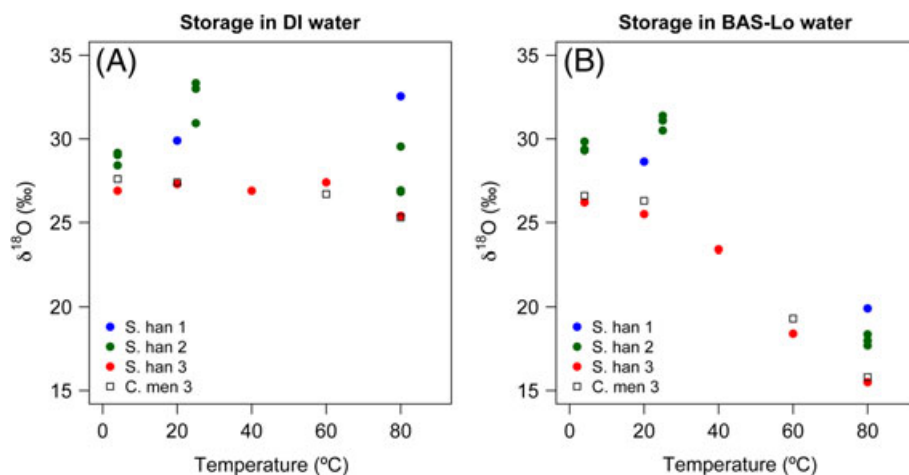 Storage in DI water
(A)
35
30
25
20
15
δ18O (‰)
S. han 1
S. han 2
S. han 3
C. men 3
0 20 40 60 80
Temperature (ºC)
Storage in BAS-Lo water
(B)
35
30
25
20
15
δ18O (‰)
S. han 1
S. han 2
S. han 3
C. men 3
0 20 40 60 80
Temperature (ºC)